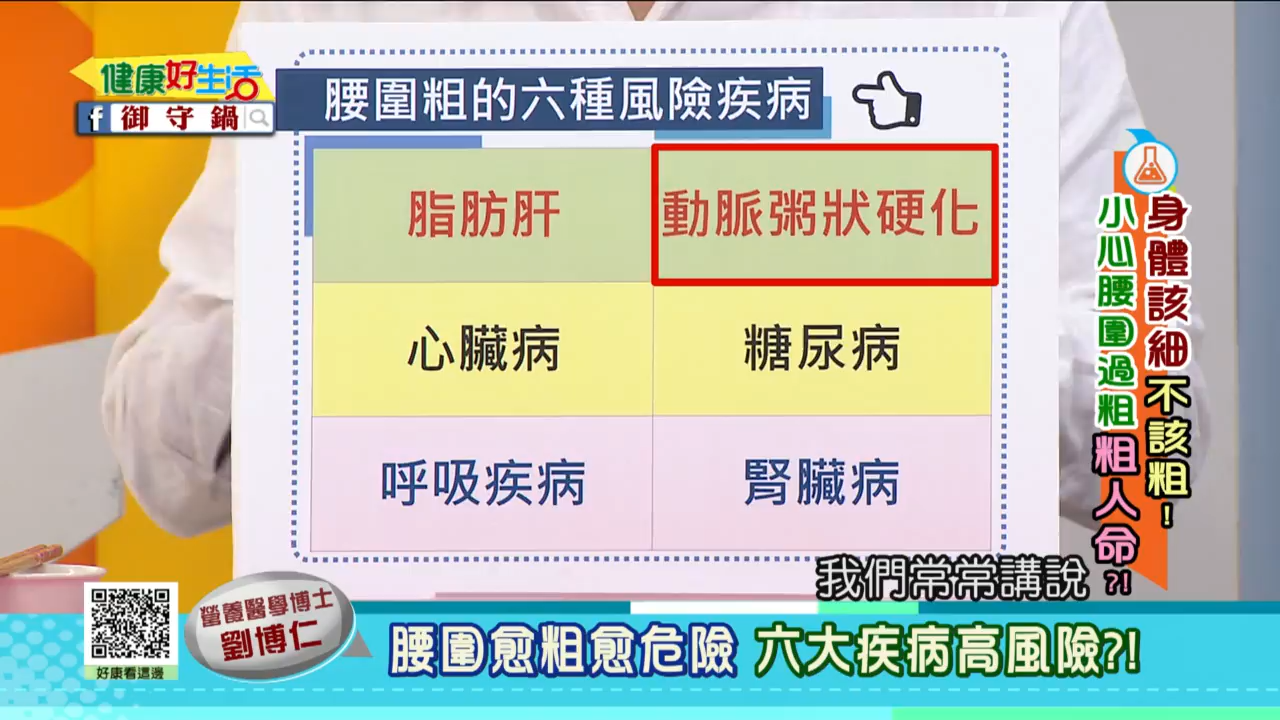 健康好生活
f 御守鍋
腰圍粗的六種風險疾病
脂肪肝
動脈粥狀硬化
心臟病
糖尿病
呼吸疾病
腎臟病
身體該細不該粗!
小心腰圍過粗粗人命?!
我們常常講說
營養醫學博士
劉博仁
腰圍愈粗愈危險 六大疾病高風險?!
好康看這邊